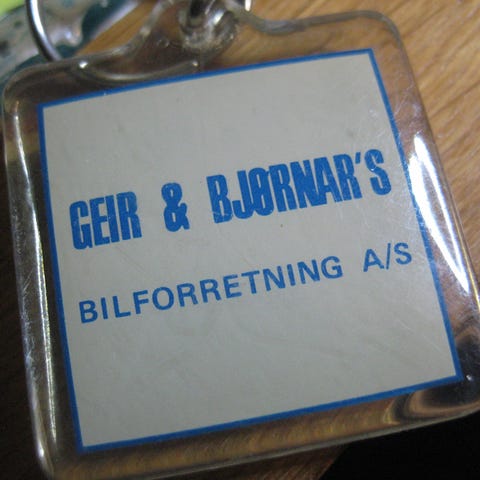 GEIR & BJØRNAR'S
BILFORRETNING A/S